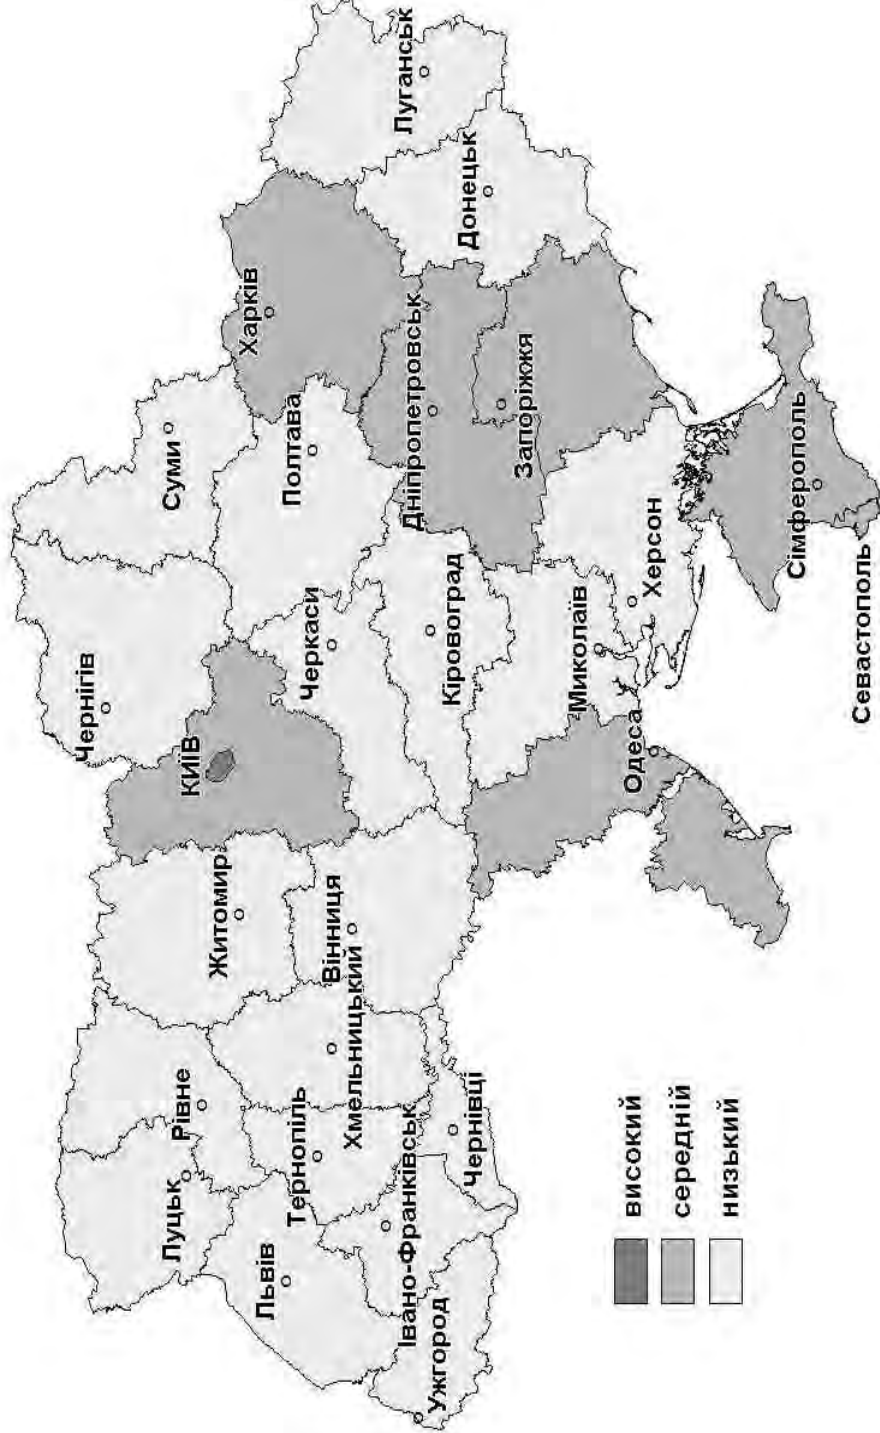 Луцьк
Рівне
Житомир
КИЇВ
Чернігів
Суми
Харків
Луганськ
Львів
Тернопіль
Хмельницький
Вінниця
Черкаси
Полтава
Дніпропетровськ
Донецьк
Ужгород
Івано-Франківськ
Чернівці
Кіровоград
Запоріжжя
Миколаїв
Одеса
Херсон
Сімферополь
Севастополь
високий
середній
низький